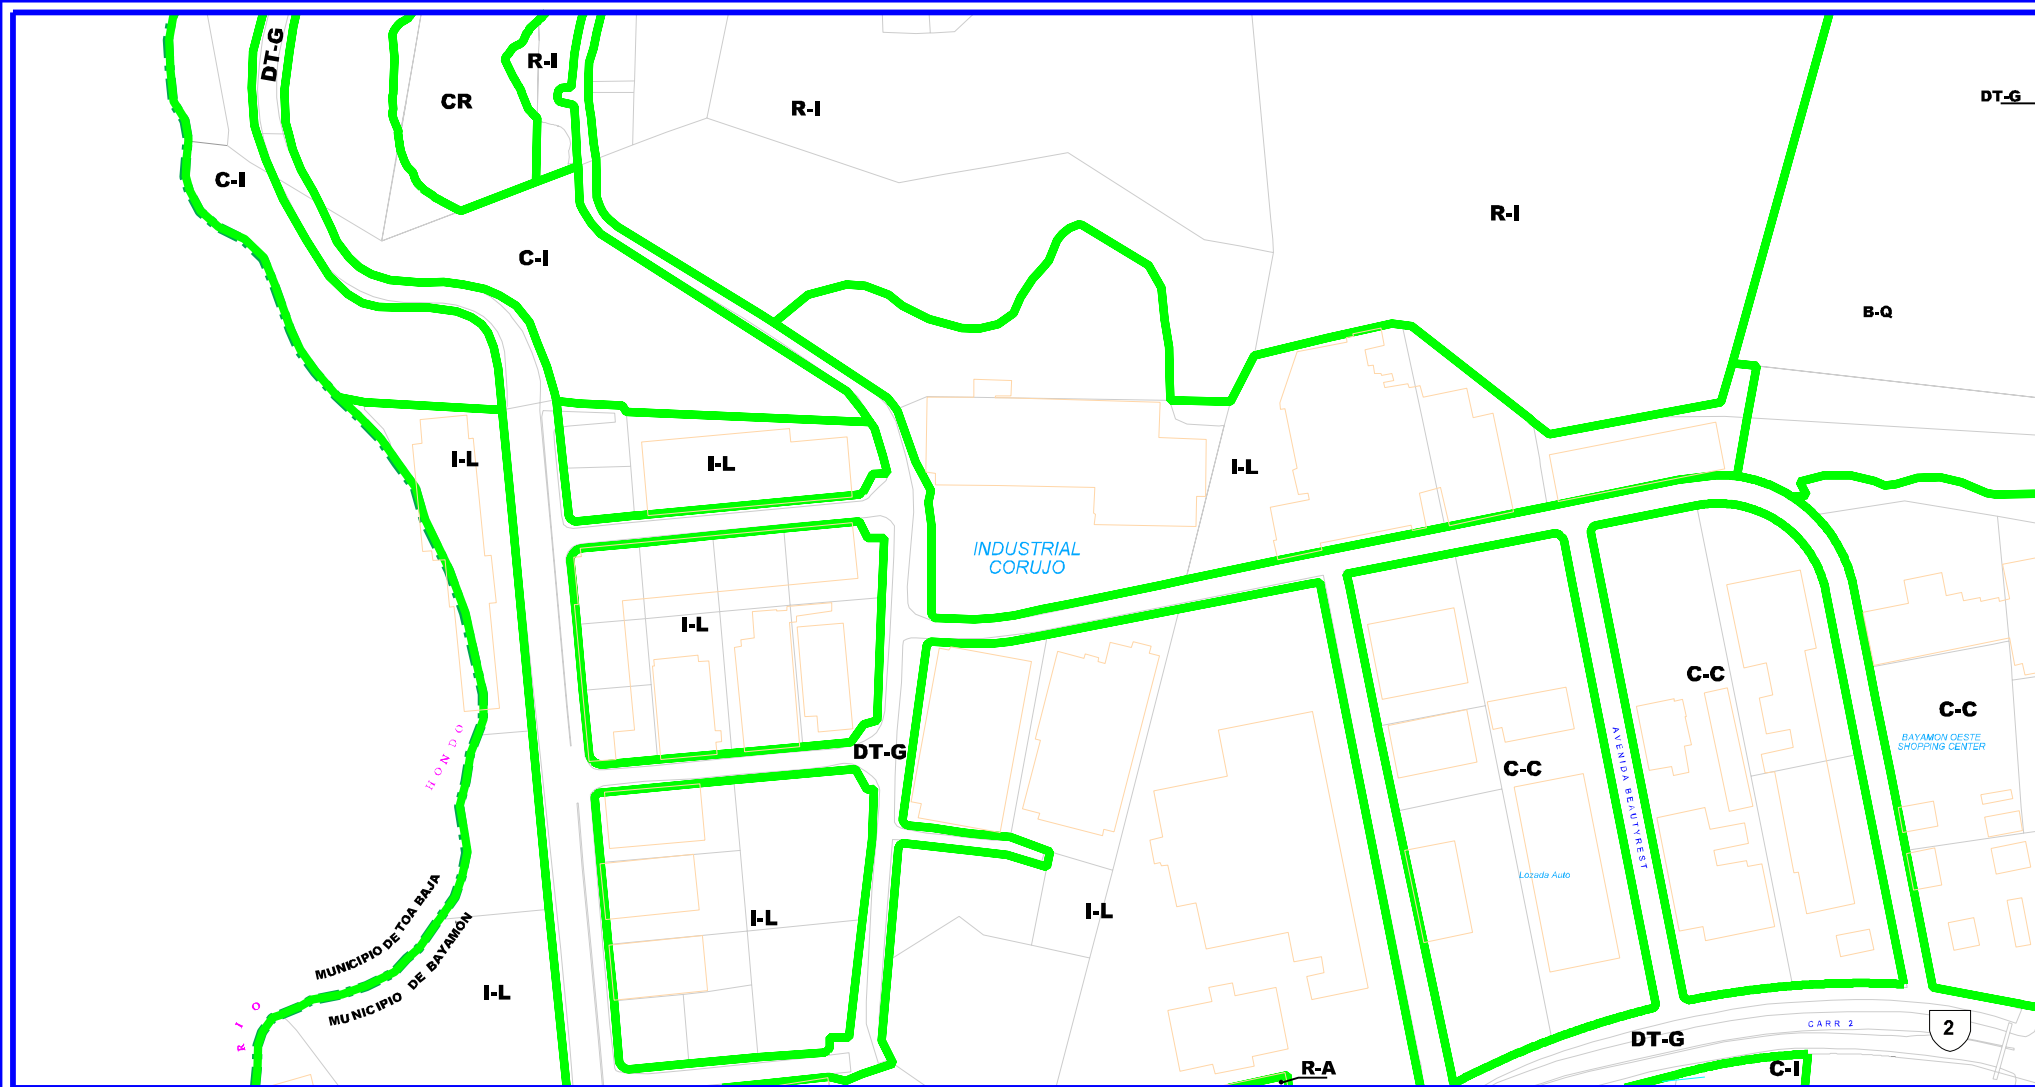 DT-G
R-I
CR
R-I
DT-G
C-I
R-I
C-I
B-Q
I-L
I-L
I-L
INDUSTRIAL
CORUJO
I-L
C-C
C-C
BAYAMON OESTE
SHOPPING CENTER
AVENIDA BEAUTYREST
DT-G
C-C
Lozada Auto
I-L
I-L
I-L
RIO HONDO
MUNICIPIO DE TOA BAJA
MUNICIPIO DE BAYAMÓN
CARR 2
2
DT-G
R-A
C-I